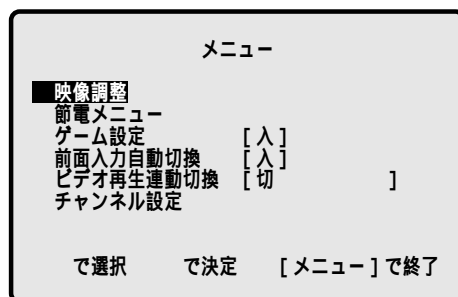 メニュー
映像調整
節電メニュー
ゲーム設定 [入]
前面入力自動切換 [入]
ビデオ再生連動切換 [切 ]
チャンネル設定
で選択 で決定 [メニュー]で終了